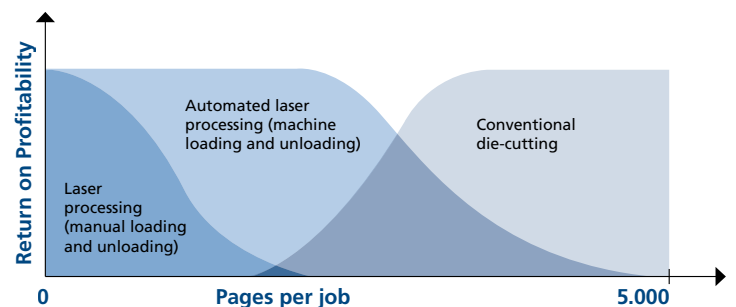 Return on Profitability
Automated laser
processing (machine
loading and unloading)
Conventional
die-cutting
Laser
processing
(manual loading
and unloading)
0
Pages per job
5.000